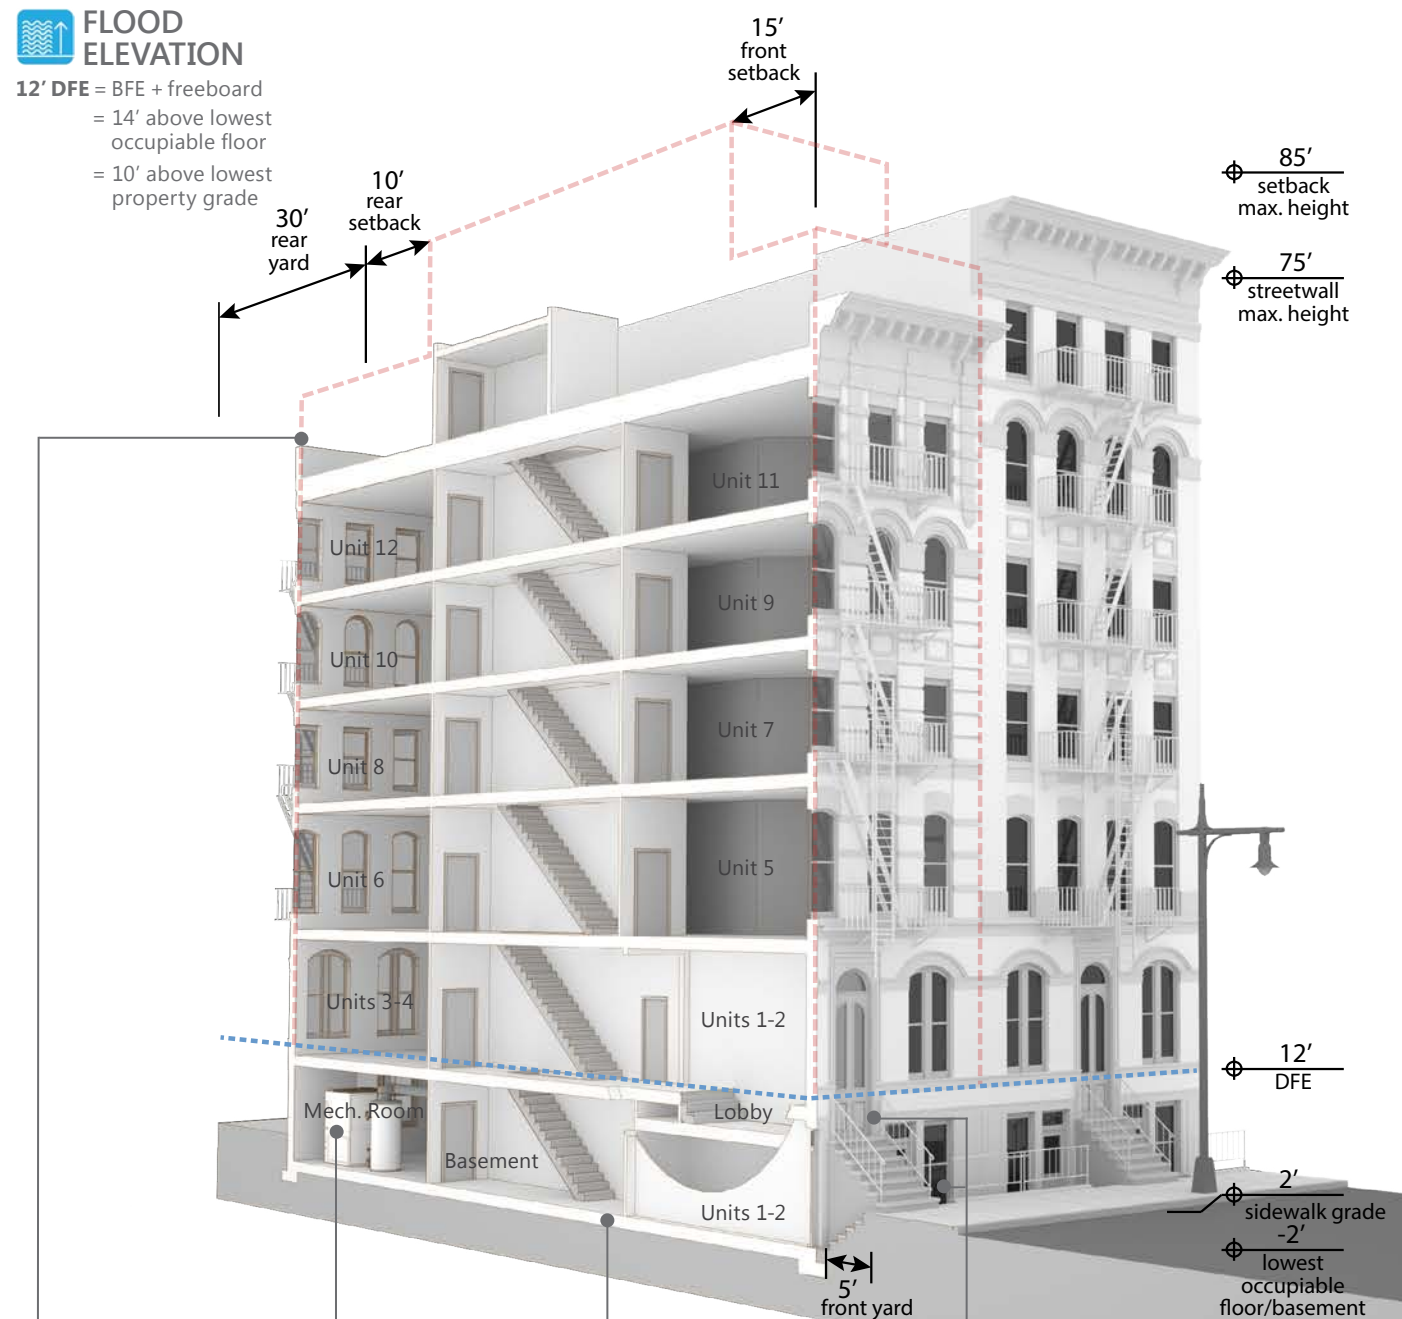 FLOOD
ELEVATION
12’ DFE = BFE + freeboard
= 14’ above lowest
occupiable floor
= 10’ above lowest
property grade
15’
front
setback
10’
rear
setback
30’
rear
yard
85’
setback
max. height
75’
streetwall
max. height
Unit 11
Unit 12
Unit 9
Unit 10
Unit 7
Unit 8
Unit 5
Unit 6
Units 3-4
Units 1-2
12’
DFE
Mech. Room
Lobby
Basement
Units 1-2
2’
sidewalk grade
-2’
lowest
occupiable
floor/basement
5’
front yard